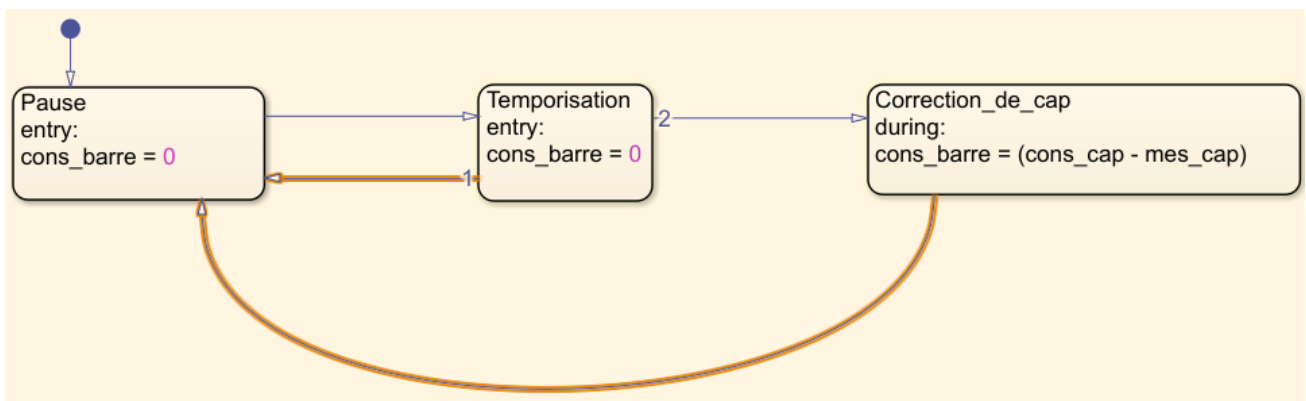 Pause
entry:
cons_barre = 0
Temporisation
entry:
cons_barre = 0
1
2
Correction_de_cap
during:
cons_barre = (cons_cap - mes_cap)